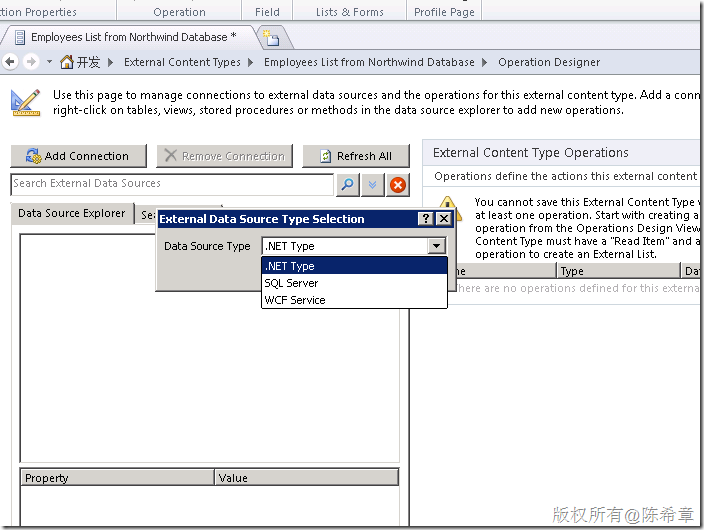 tion Properties
Operation
Field
Lists & Forms
Profile Page
Employees List from Northwind Database *
开发
External Content Types
Employees List from Northwind Database
Operation Designer
Use this page to manage connections to external data sources and the operations for this external content type. Add a conn
right-click on tables, views, stored procedures or methods in the data source explorer to add new operations.
Add Connection
Remove Connection
Refresh All
Search External Data Sources
Data Source Explorer
Sea
External Content Type Operations
Operations define the actions this external content
You cannot save this External Content Type v
at least one operation. Start with creating a
operation from the Operations Design View
Content Type must have a "Read Item" and a
operation to create an External List.
me
Type
Dat
There are no operations defined for this externa
External Data Source Type Selection
Data Source Type
.NET Type
.NET Type
SQL Server
WCF Service
Property
Value
版权所有@陈希章